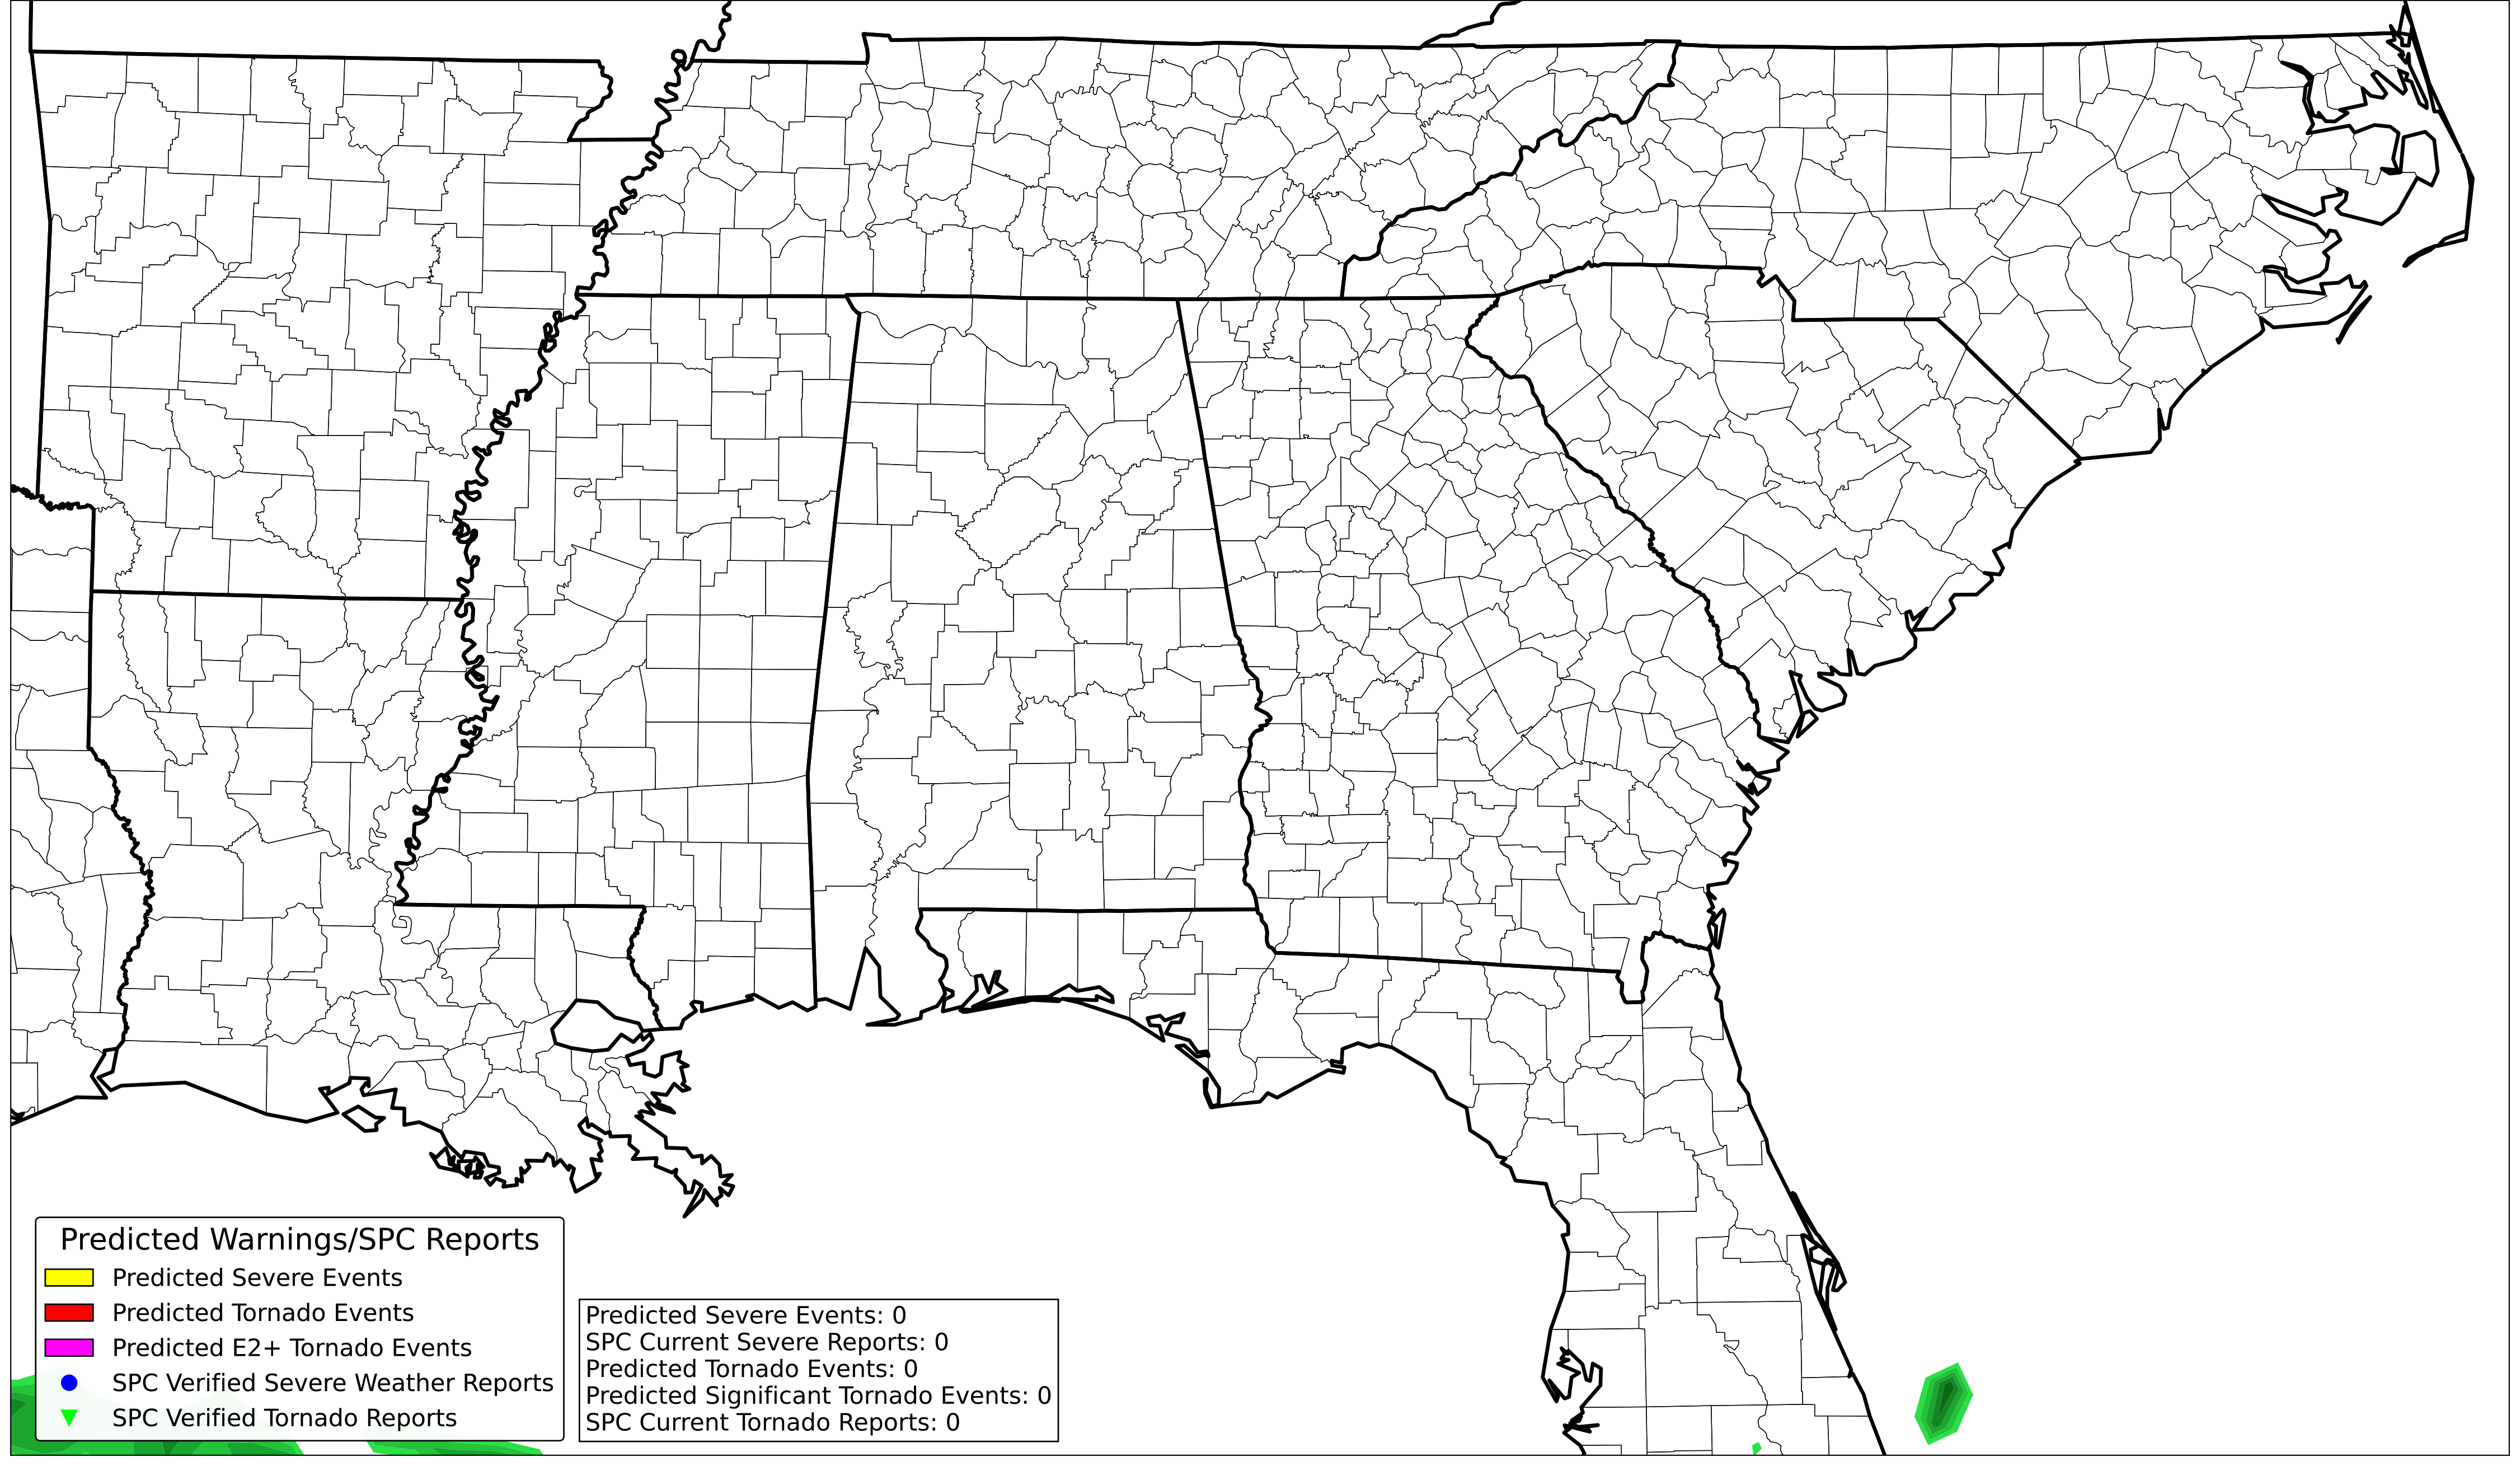 Predicted Warnings/SPC Reports
Predicted Severe Events
Predicted Tornado Events
Predicted E2+ Tornado Events
SPC Verified Severe Weather Reports
SPC Verified Tornado Reports
Predicted Severe Events: 0
SPC Current Severe Reports: 0
Predicted Tornado Events: 0
Predicted Significant Tornado Events: 0
SPC Current Tornado Reports: 0